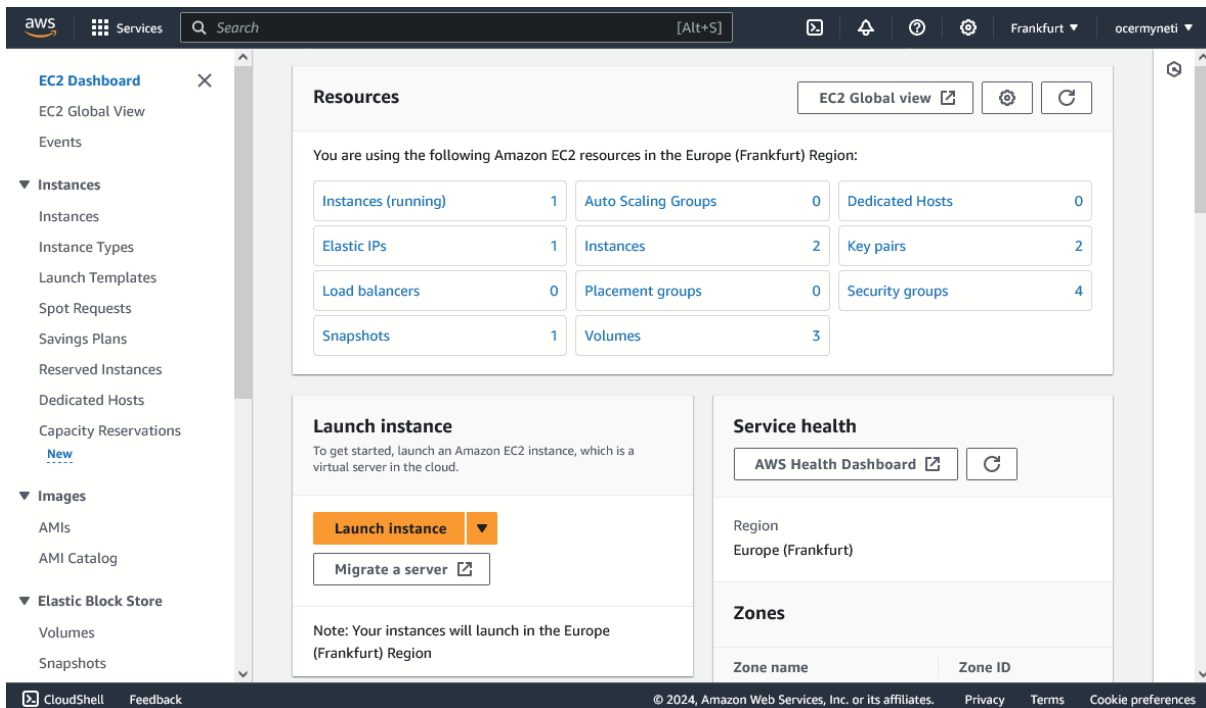 aws
Services
Search [Alt+S]
Frankfurt
ocermyneti
EC2 Dashboard
EC2 Global View
Events
Instances
Instances
Instance Types
Launch Templates
Spot Requests
Savings Plans
Reserved Instances
Dedicated Hosts
Capacity Reservations
New
Images
AMIs
AMI Catalog
Elastic Block Store
Volumes
Snapshots
Resources
EC2 Global view
You are using the following Amazon EC2 resources in the Europe (Frankfurt) Region:
Instances (running) 1
Auto Scaling Groups 0
Dedicated Hosts 0
Elastic IPs 1
Instances 2
Key pairs 2
Load balancers 0
Placement groups 0
Security groups 4
Snapshots 1
Volumes 3
Launch instance
To get started, launch an Amazon EC2 instance, which is a
virtual server in the cloud.
Launch instance
Migrate a server
Note: Your instances will launch in the Europe
(Frankfurt) Region
Service health
AWS Health Dashboard
Region
Europe (Frankfurt)
Zones
Zone name
Zone ID
CloudShell
Feedback
© 2024, Amazon Web Services, Inc. or its affiliates.
Privacy
Terms
Cookie preferences